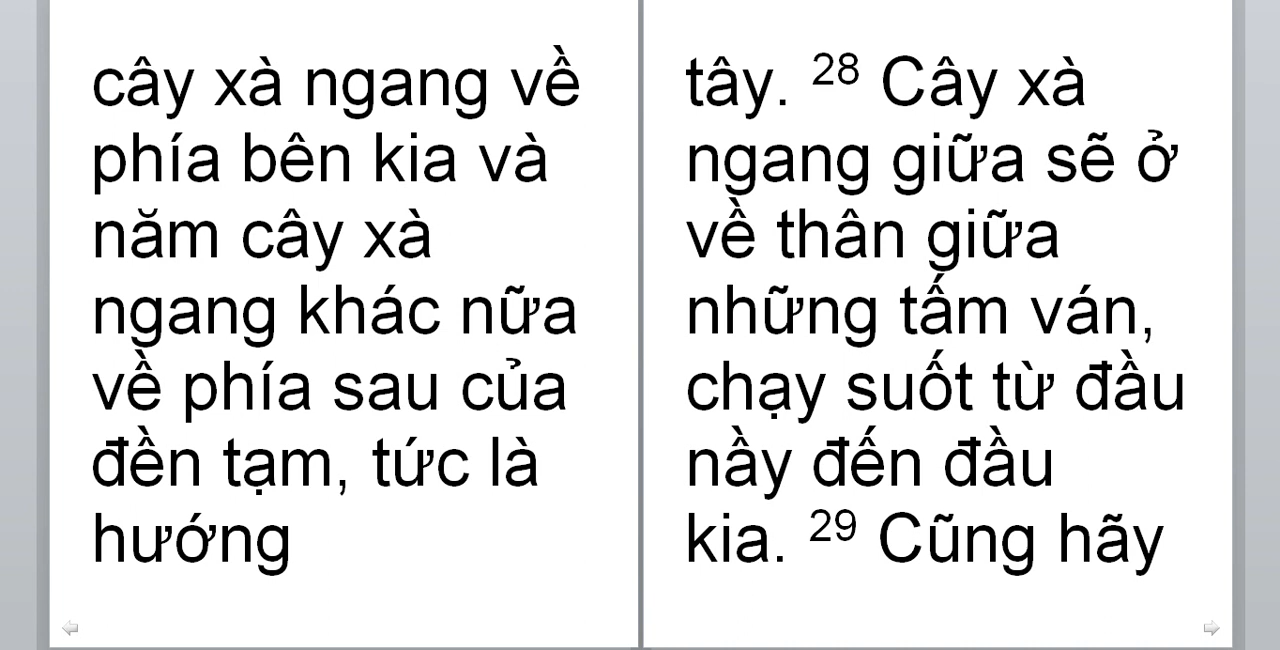 cây xà ngang về
phía bên kia và
năm cây xà
ngang khác nữa
về phía sau của
đền tạm, tức là
hướng
tây. 28 Cây xà
ngang giữa sẽ ở
về thân giữa
những tấm ván,
chạy suốt từ đầu
nầy đến đầu
kia. 29 Cũng hãy